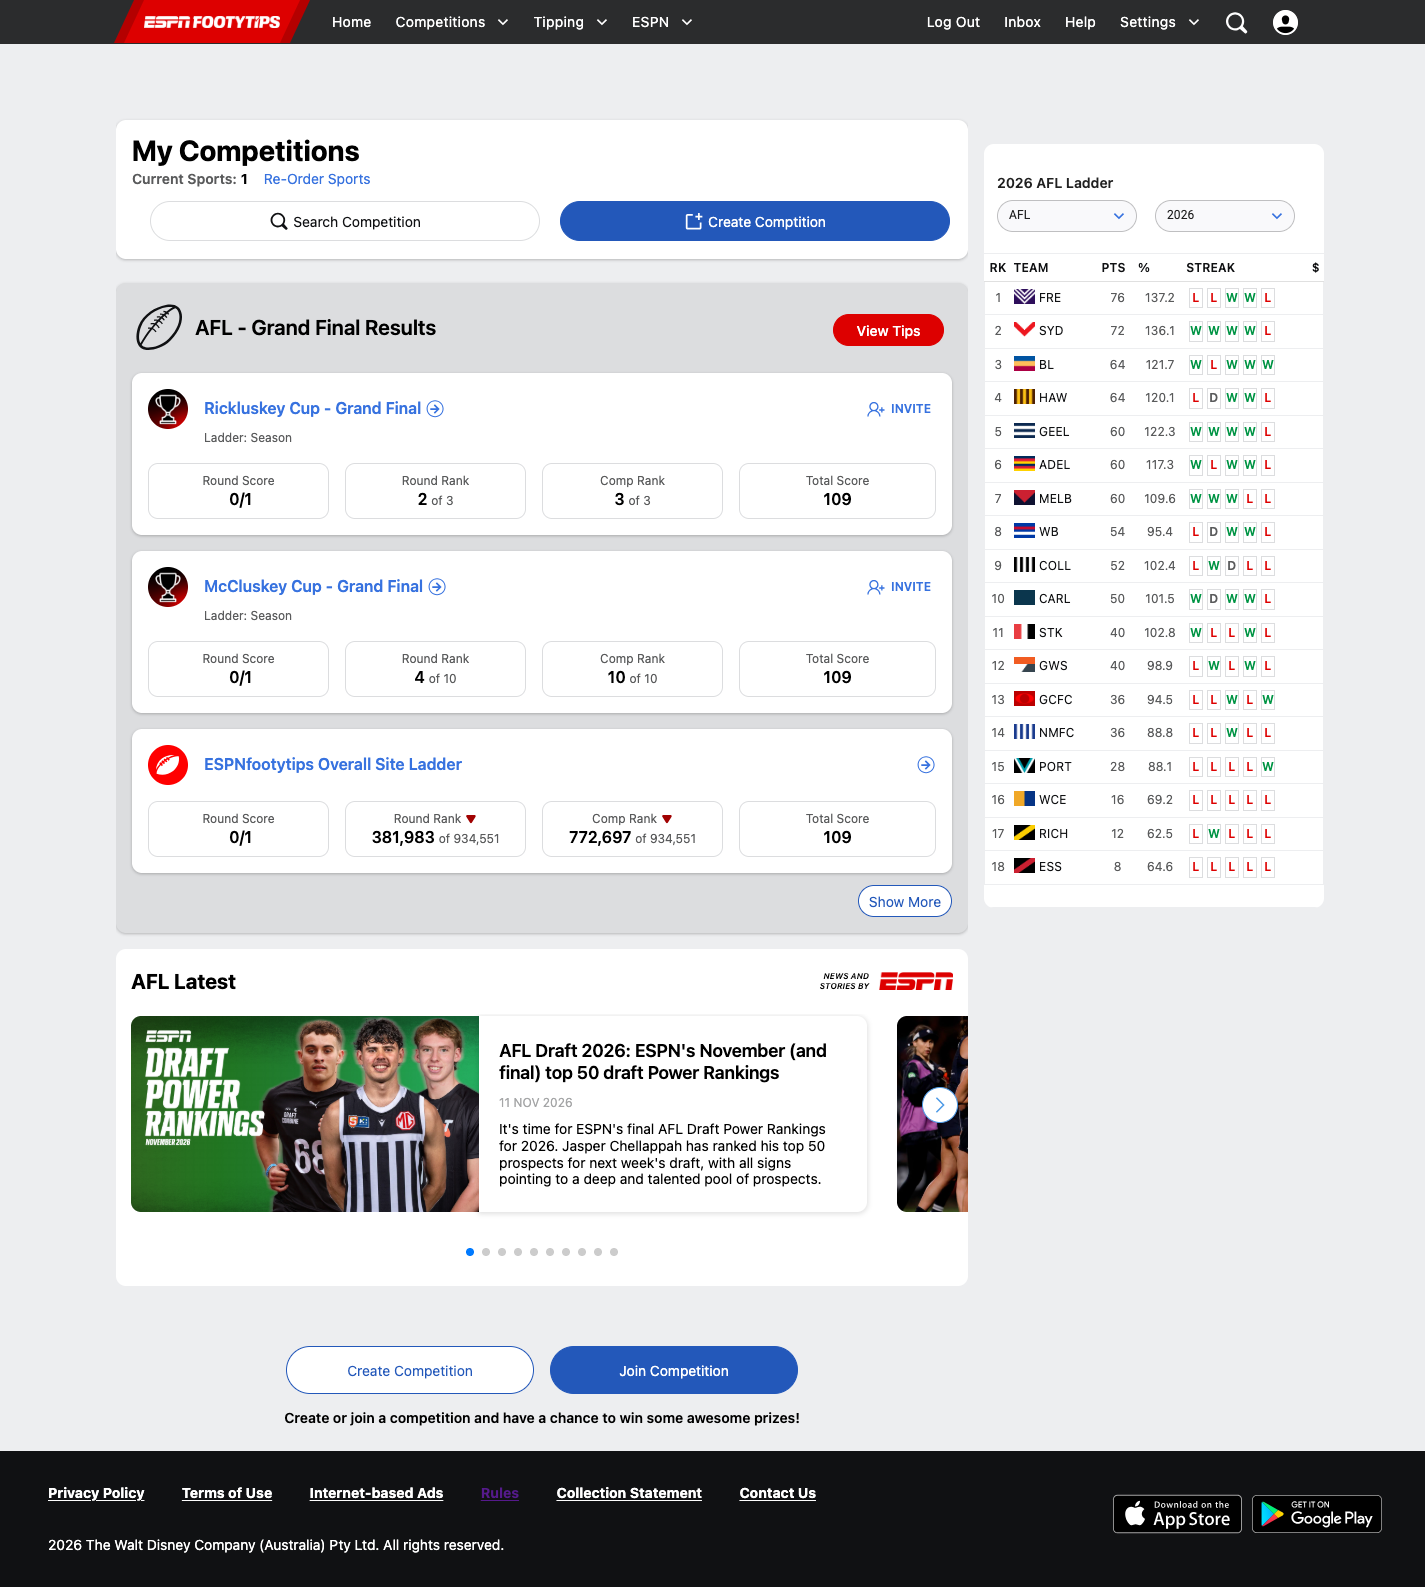 ESPN FOOTYTIPS
Home
Competitions
Tipping
ESPN
Log Out
Inbox
Help
Settings
My Competitions
Current Sports: 1 Re-Order Sports
Search Competition
Create Comptition
AFL - Grand Final Results
View Tips
Rickluskey Cup - Grand Final
INVITE
Ladder: Season
Round Score
0/1
Round Rank
2 of 3
Comp Rank
3 of 3
Total Score
109
McCluskey Cup - Grand Final
INVITE
Ladder: Season
Round Score
0/1
Round Rank
4 of 10
Comp Rank
10 of 10
Total Score
109
ESPNfootytips Overall Site Ladder
Round Score
0/1
Round Rank
381,983 of 934,551
Comp Rank
772,697 of 934,551
Total Score
109
Show More
AFL Latest
NEWS AND
STORIES BY
ESPN
ESPN
DRAFT
POWER
RANKINGS
NOVEMBER 2026
AFL Draft 2026: ESPN's November (and
final) top 50 draft Power Rankings
11 NOV 2026
It's time for ESPN's final AFL Draft Power Rankings
for 2026. Jasper Chellappah has ranked his top 50
prospects for next week's draft, with all signs
pointing to a deep and talented pool of prospects.
Create Competition
Join Competition
Create or join a competition and have a chance to win some awesome prizes!
2026 AFL Ladder
AFL
2026
RK TEAM PTS % STREAK $
1 FRE 76 137.2 L L W W L
2 SYD 72 136.1 W W W W L
3 BL 64 121.7 W L W W W
4 HAW 64 120.1 L D W W L
5 GEEL 60 122.3 W W W W L
6 ADEL 60 117.3 W L W W L
7 MELB 60 109.6 W W W L L
8 WB 54 95.4 L D W W L
9 COLL 52 102.4 L W D L L
10 CARL 50 101.5 W D W W L
11 STK 40 102.8 W L L W L
12 GWS 40 98.9 L W L W L
13 GCFC 36 94.5 L L W L W
14 NMFC 36 88.8 L L W L L
15 PORT 28 88.1 L L L L W
16 WCE 16 69.2 L L L L L
17 RICH 12 62.5 L W L L L
18 ESS 8 64.6 L L L L L
Privacy Policy
Terms of Use
Internet-based Ads
Rules
Collection Statement
Contact Us
2026 The Walt Disney Company (Australia) Pty Ltd. All rights reserved.
Download on the
App Store
GET IT ON
Google Play